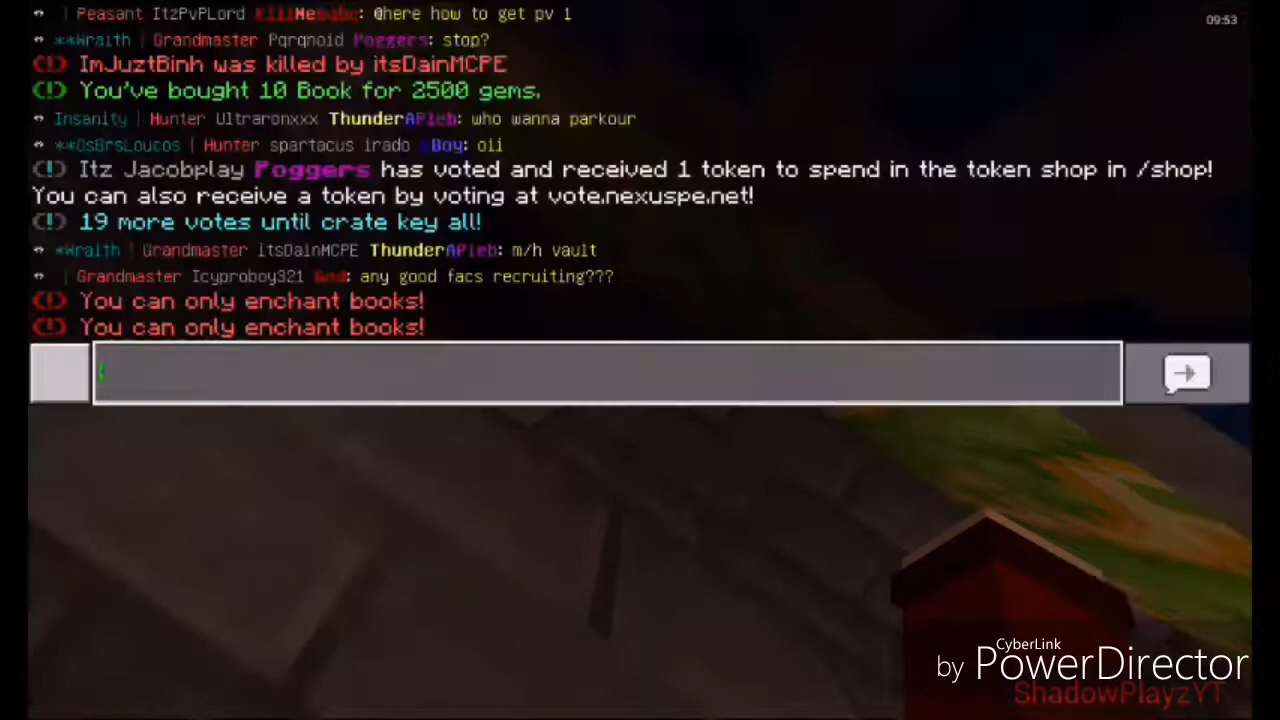 | Peasant ItzPvPLord KillMebabc: @here how to get pv 1
09:53
**Wraith | Grandmaster Pqrqnoid Poggers: stop?
(!) ImJuztBinh was killed by itsDainMCPE
(!) You've bought 10 Book for 2500 gems.
Insanity | Hunter Ultraronxxx ThunderAPleb: who wanna parkour
**OsBrsLoucos | Hunter spartacus irado Boy: oii
(!) Itz Jacobplay Poggers has voted and received 1 token to spend in the token shop in /shop!
You can also receive a token by voting at vote.nexuspe.net!
(!) 19 more votes until crate key all!
*Wraith | Grandmaster itsDainMCPE ThunderAPleb: m/h vault
| Grandmaster Icyproboy321 God: any good facs recruiting???
(!) You can only enchant books!
(!) You can only enchant books!
CyberLink
by PowerDirector
ShadowPlayzYT